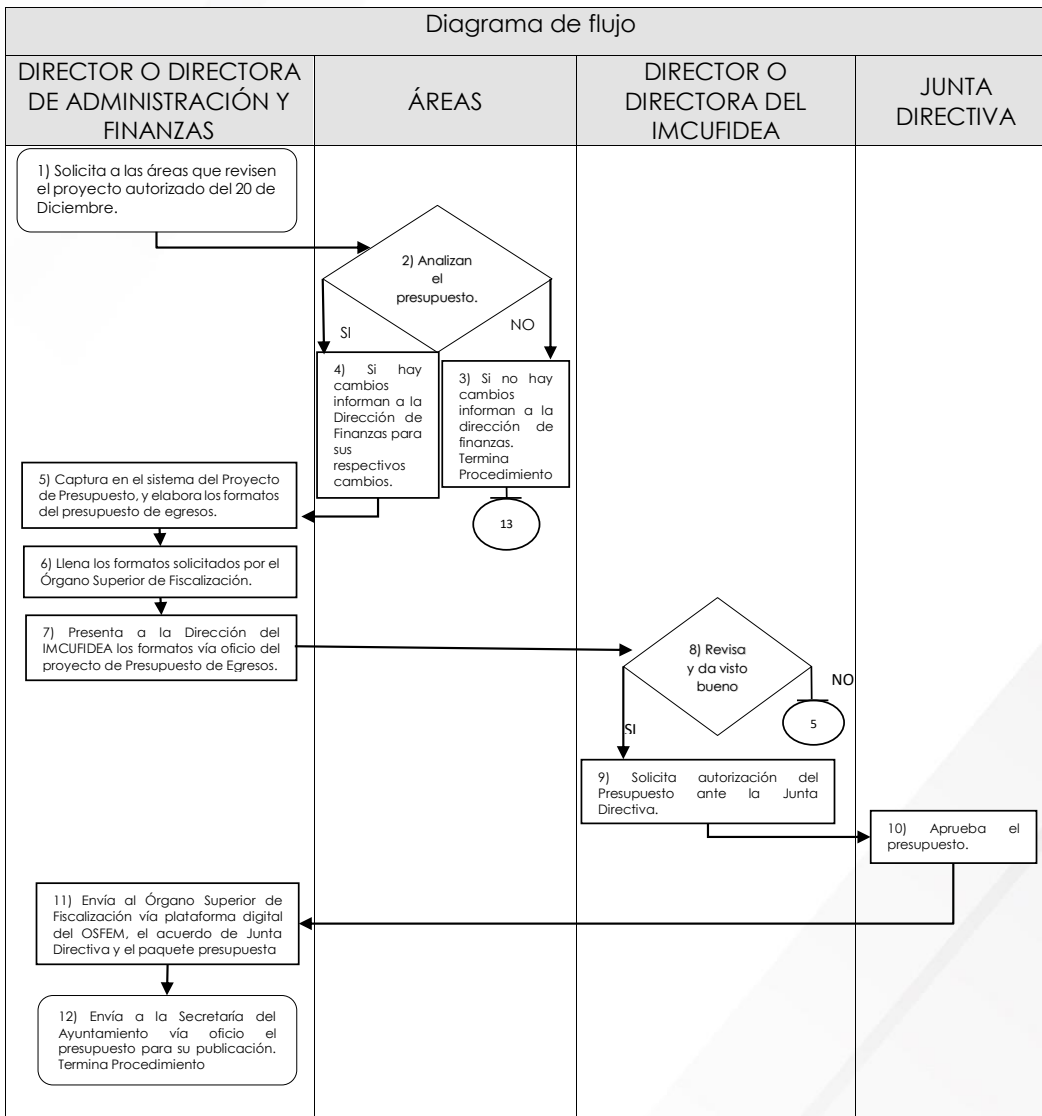 Diagrama de flujo
DIRECTOR O DIRECTORA
DE ADMINISTRACIÓN Y
FINANZAS
ÁREAS
DIRECTOR O
DIRECTORA DEL
IMCUFIDEA
JUNTA
DIRECTIVA
1) Solicita a las áreas que revisen
el proyecto autorizado del 20 de
Diciembre.
2) Analizan
el
presupuesto.
SI
NO
4) Si hay
cambios
informan a la
Dirección de
Finanzas para
sus
respectivos
cambios.
3) Si no hay
cambios
informan a la
dirección de
finanzas.
Termina
Procedimiento
13
5) Captura en el sistema del Proyecto
de Presupuesto, y elabora los formatos
del presupuesto de egresos.
6) Llena los formatos solicitados por el
Órgano Superior de Fiscalización.
7) Presenta a la Dirección del
IMCUFIDEA los formatos vía oficio del
proyecto de Presupuesto de Egresos.
8) Revisa
y da visto
bueno
NO
5
SI
9) Solicita autorización del
Presupuesto ante la Junta
Directiva.
10) Aprueba el
presupuesto.
11) Envía al Órgano Superior de
Fiscalización vía plataforma digital
del OSFEM, el acuerdo de Junta
Directiva y el paquete presupuesta
12) Envía a la Secretaría del
Ayuntamiento vía oficio el
presupuesto para su publicación.
Termina Procedimiento